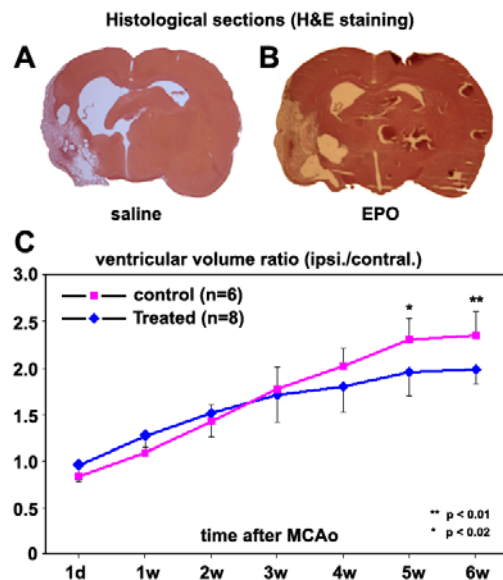 Histological sections (H&E staining)
A
B
saline
EPO
C
ventricular volume ratio (ipsi./contral.)
3.0
control (n=6)
Treated (n=8)
2.5
2.0
1.5
1.0
0.5
0
*
**
** p < 0.01
* p < 0.02
time after MCAo
1d 1w 2w 3w 4w 5w 6w